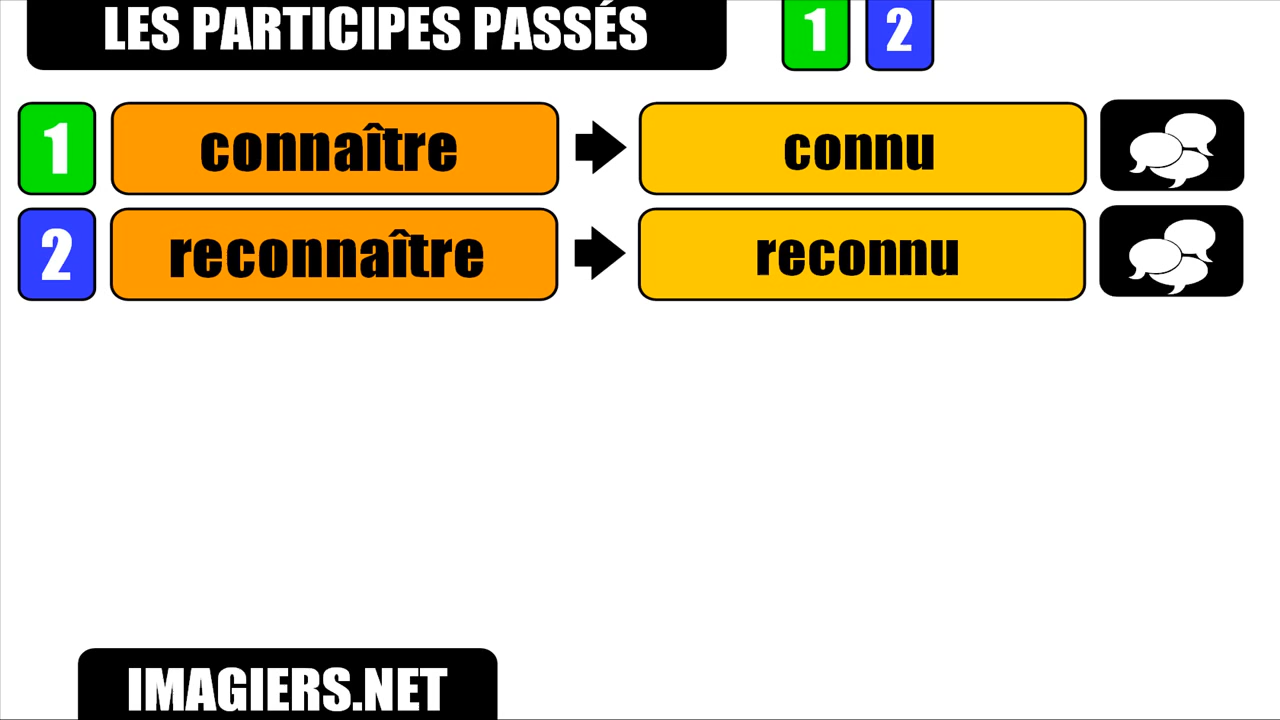 LES PARTICIPES PASSÉS 1 2
1 connaître connu
2 reconnaître reconnu
IMAGIERS.NET